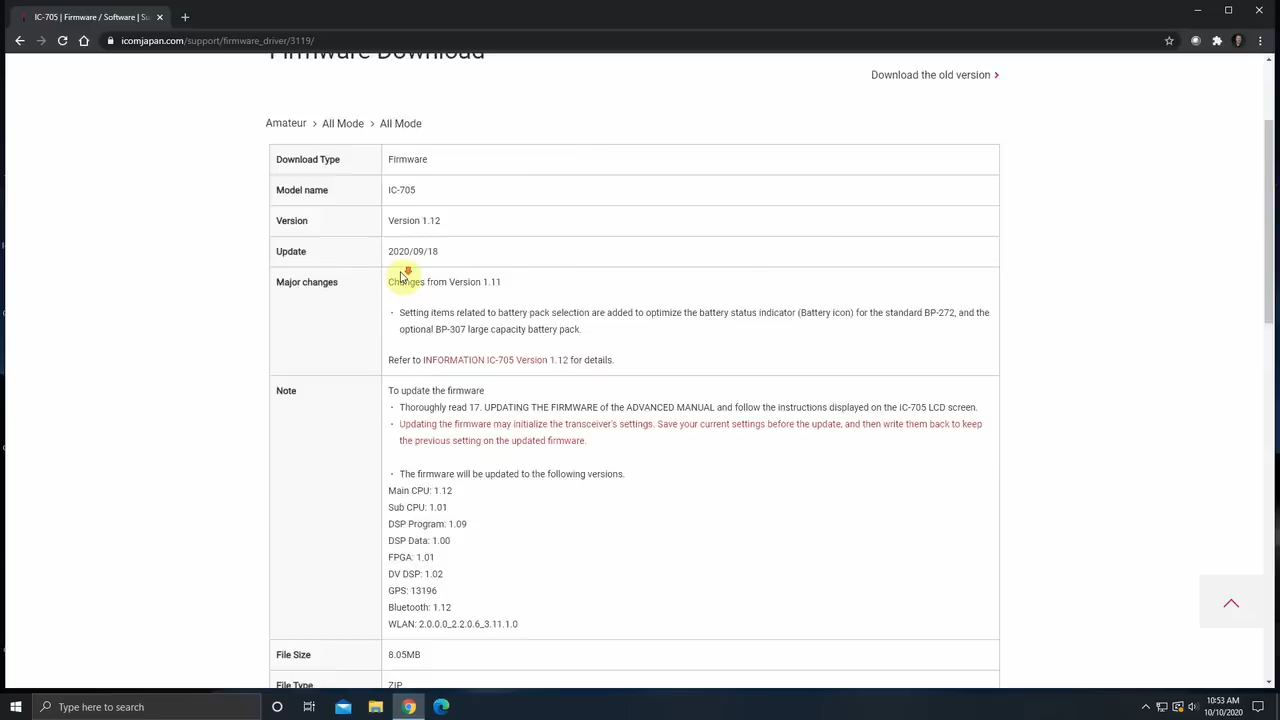 IC-705 | Firmware / Software | Su
icomjapan.com/support/firmware_driver/3119/
Firmware Download
Download the old version
Amateur > All Mode > All Mode
Download Type Firmware
Model name IC-705
Version Version 1.12
Update 2020/09/18
Major changes Changes from Version 1.11
· Setting items related to battery pack selection are added to optimize the battery status indicator (Battery icon) for the standard BP-272, and the
optional BP-307 large capacity battery pack.
Refer to INFORMATION IC-705 Version 1.12 for details.
Note To update the firmware
· Thoroughly read 17. UPDATING THE FIRMWARE of the ADVANCED MANUAL and follow the instructions displayed on the IC-705 LCD screen.
· Updating the firmware may initialize the transceiver's settings. Save your current settings before the update, and then write them back to keep
the previous setting on the updated firmware.
· The firmware will be updated to the following versions.
Main CPU: 1.12
Sub CPU: 1.01
DSP Program: 1.09
DSP Data: 1.00
FPGA: 1.01
DV DSP: 1.02
GPS: 13196
Bluetooth: 1.12
WLAN: 2.0.0.0_2.2.0.6_3.11.1.0
File Size 8.05MB
File Type ZIP
Type here to search
10:53 AM
10/10/2020